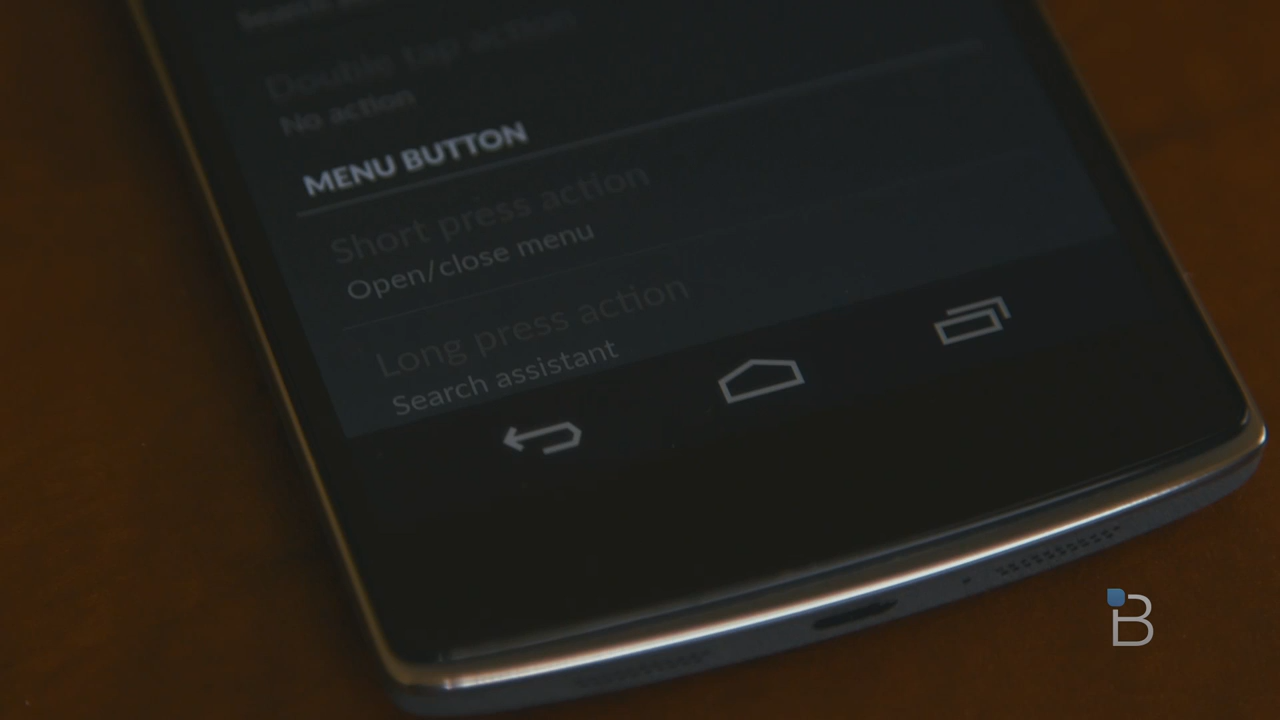 Double tap action
No action
MENU BUTTON
Short press action
Open/close menu
Long press action
Search assistant
B